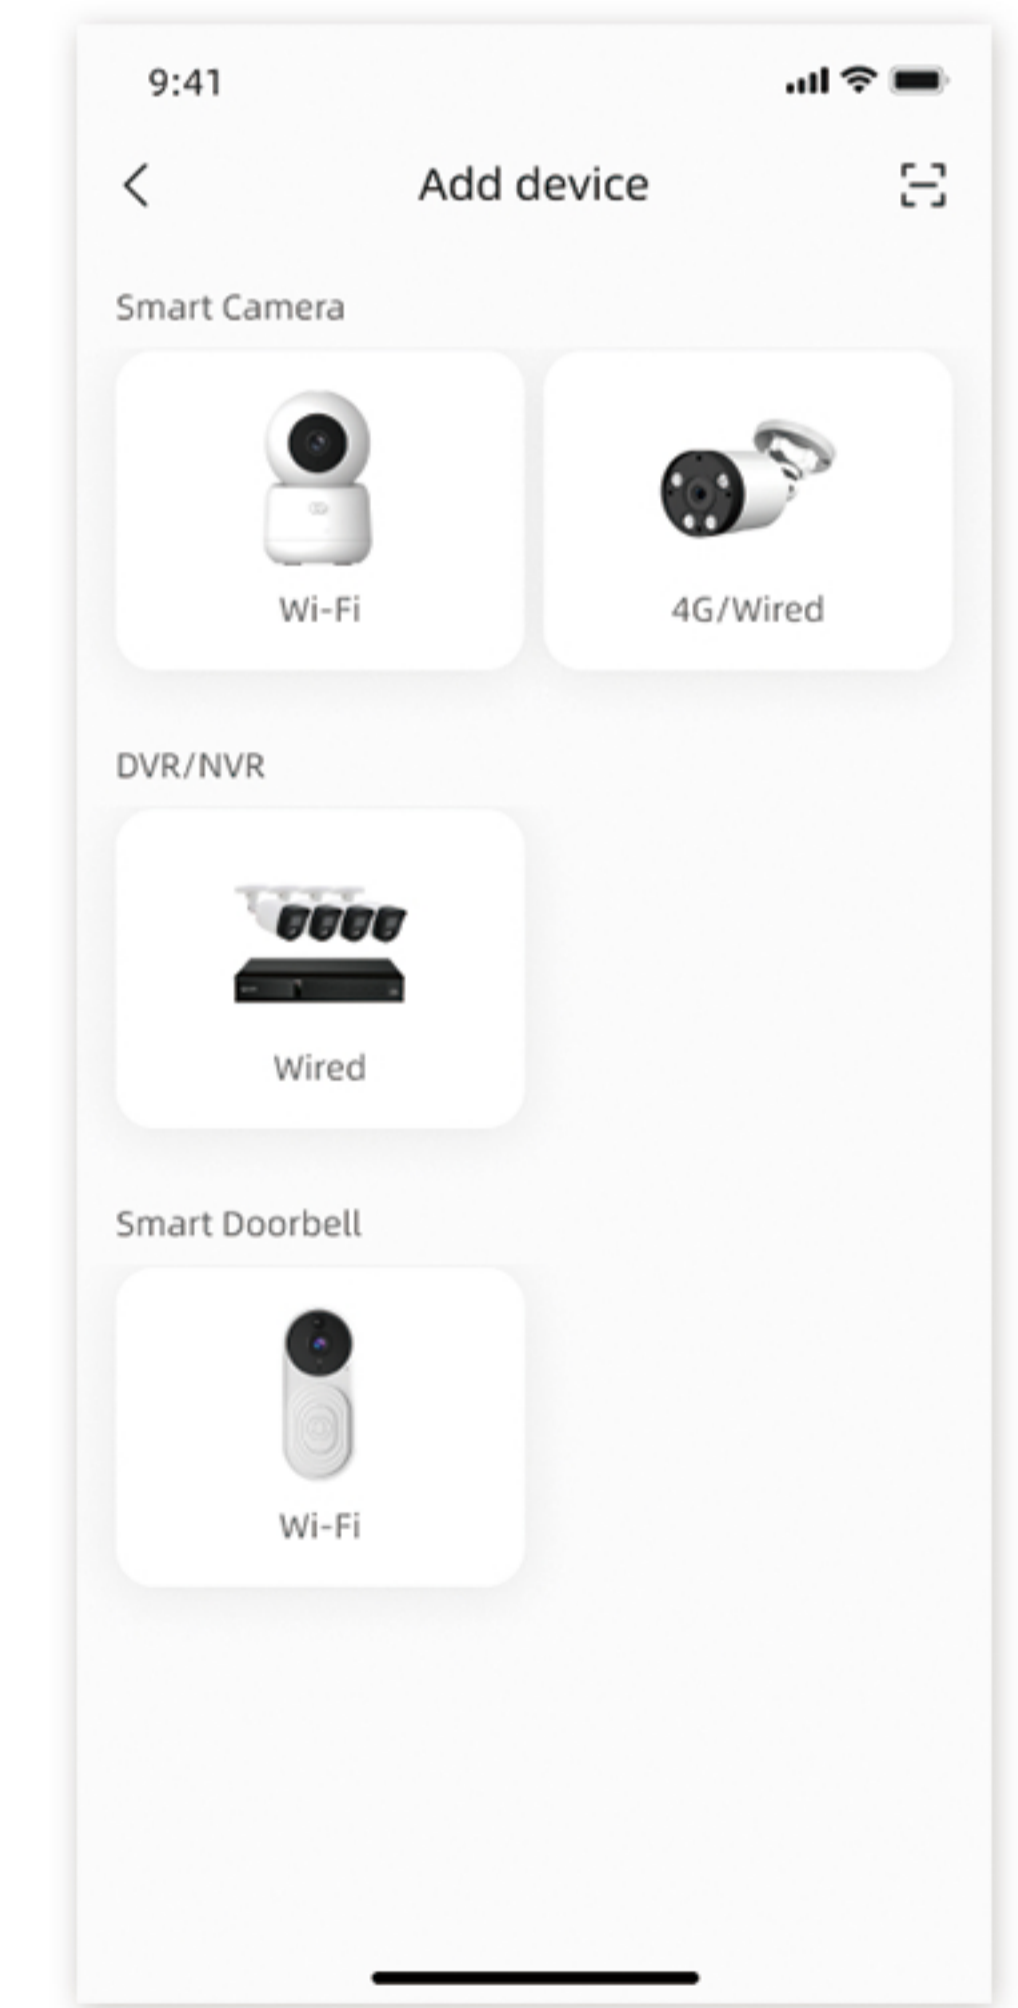 9:41
Add device
Smart Camera
Wi-Fi
4G/Wired
DVR/NVR
Wired
Smart Doorbell
Wi-Fi